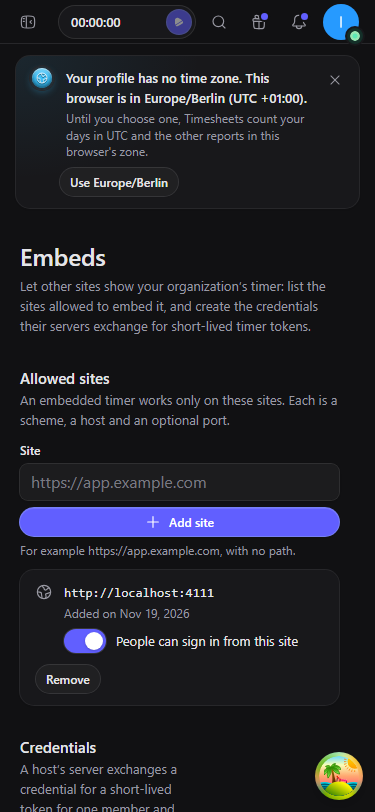 00:00:00
I
Your profile has no time zone. This
browser is in Europe/Berlin (UTC +01:00).
Until you choose one, Timesheets count your
days in UTC and the other reports in this
browser's zone.
Use Europe/Berlin
Embeds
Let other sites show your organization's timer: list the
sites allowed to embed it, and create the credentials
their servers exchange for short-lived timer tokens.
Allowed sites
An embedded timer works only on these sites. Each is a
scheme, a host and an optional port.
Site
https://app.example.com
Add site
For example https://app.example.com, with no path.
http://localhost:4111
Added on Nov 19, 2026
People can sign in from this site
Remove
Credentials
A host's server exchanges a
credential for a short-lived
token for one member and